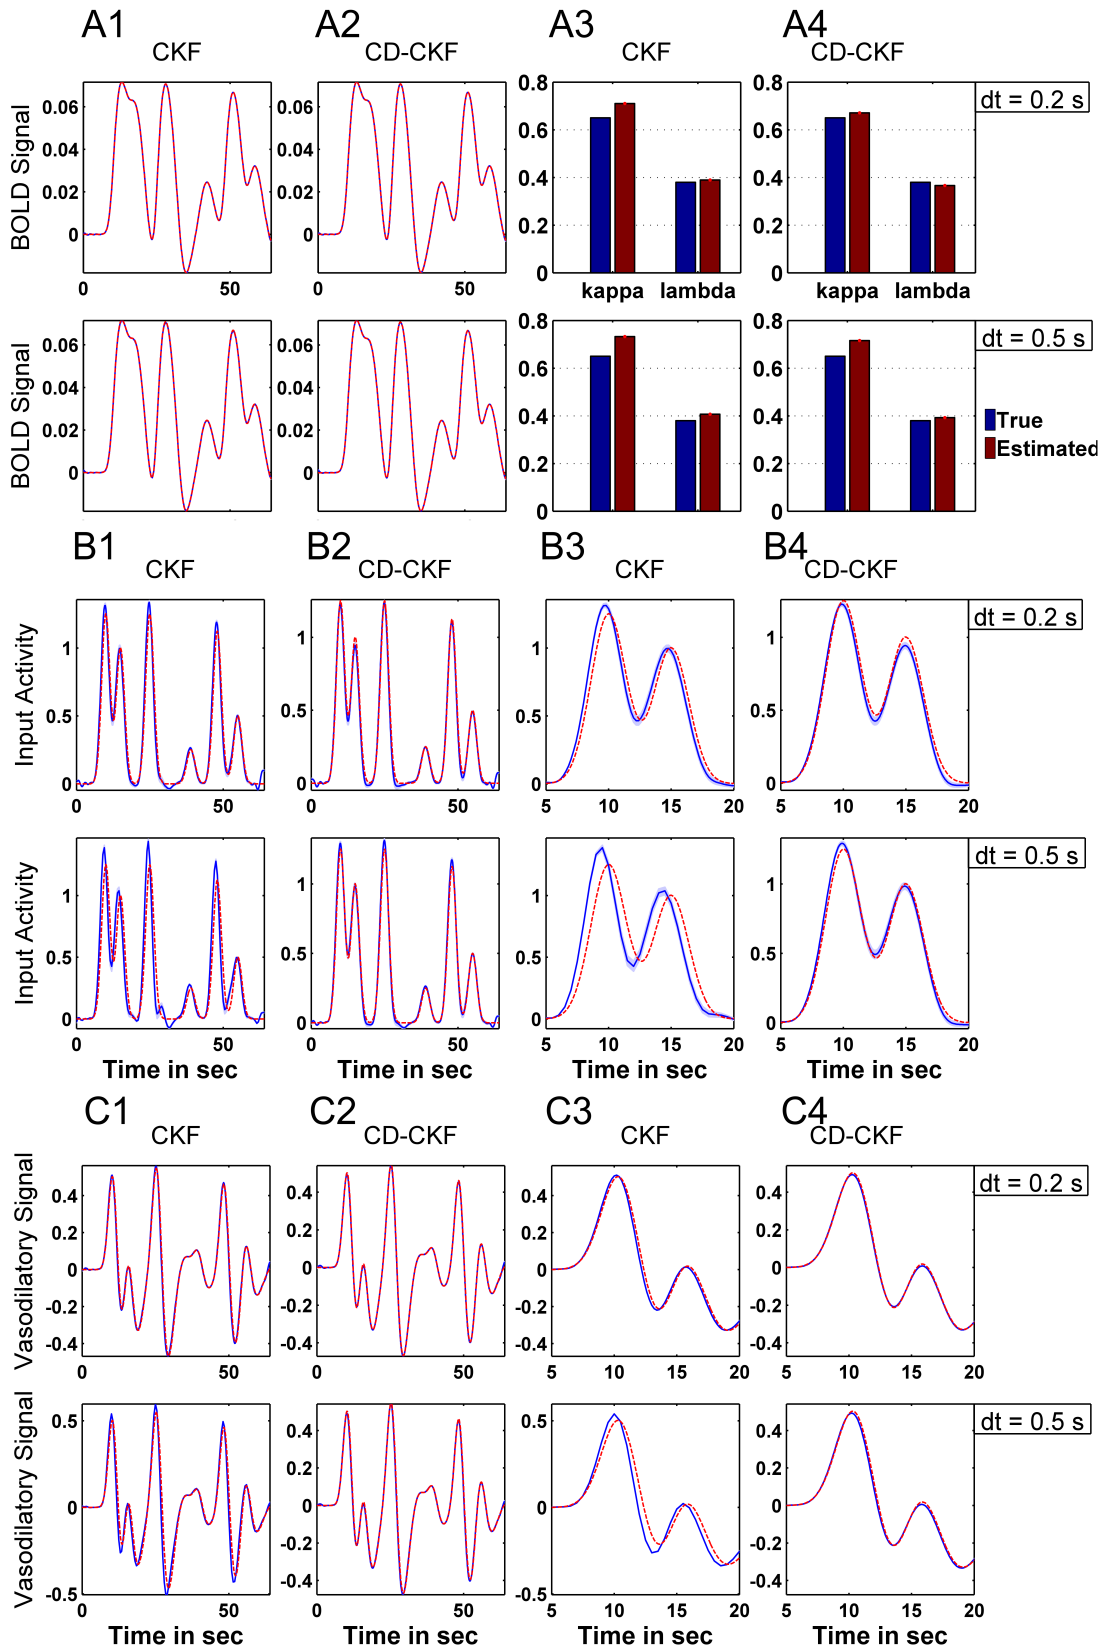 A1 A2 A3 A4
CKF CD-CKF CKF CD-CKF
dt = 0.2 s
BOLD Signal
0.06 0.04 0.02 0
0 50
0.06 0.04 0.02 0
0 50
0.8 0.6 0.4 0.2 0
kappa lambda
0.8 0.6 0.4 0.2 0
kappa lambda
dt = 0.5 s
BOLD Signal
0.06 0.04 0.02 0
0.06 0.04 0.02 0
0.8 0.6 0.4 0.2 0
0.8 0.6 0.4 0.2 0
True
Estimated
B1 B2 B3 B4
CKF CD-CKF CKF CD-CKF
dt = 0.2 s
Input Activity
1 0.5 0
0 50
1 0.5 0
0 50
1 0.5 0
5 10 15 20
1 0.5 0
5 10 15 20
dt = 0.5 s
Input Activity
1 0.5 0
0 50
1 0.5 0
0 50
1 0.5 0
5 10 15 20
1 0.5 0
5 10 15 20
Time in sec Time in sec Time in sec Time in sec
C1 C2 C3 C4
CKF CD-CKF CKF CD-CKF
dt = 0.2 s
Vasodilatory Signal
0.4 0.2 0 -0.2 -0.4
0 50
0.4 0.2 0 -0.2 -0.4
0 50
0.4 0.2 0 -0.2 -0.4
5 10 15 20
0.4 0.2 0 -0.2 -0.4
5 10 15 20
dt = 0.5 s
Vasodilatory Signal
0.5 0 -0.5
0 50
0.4 0.2 0 -0.2 -0.4
0 50
0.5 0 -0.5
5 10 15 20
0.4 0.2 0 -0.2 -0.4
5 10 15 20
Time in sec Time in sec Time in sec Time in sec